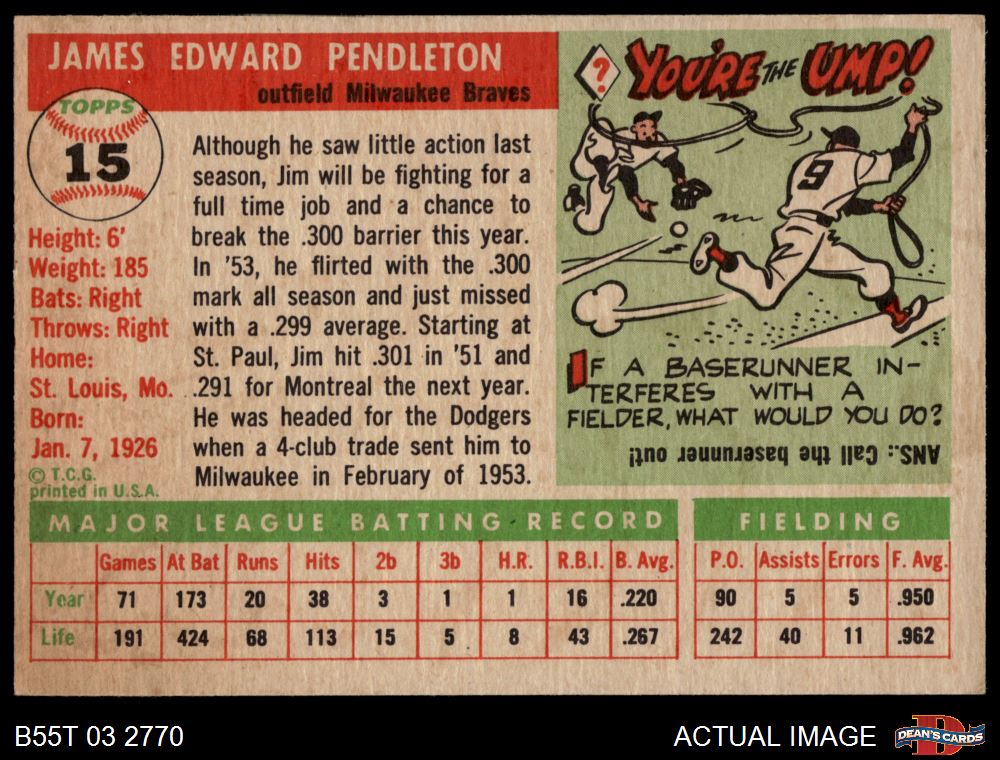 JAMES EDWARD PENDLETON
outfield Milwaukee Braves
TOPPS
15
Height: 6'
Weight: 185
Bats: Right
Throws: Right
Home:
St. Louis, Mo.
Born:
Jan. 7, 1926
© T.C.G.
printed in U.S.A.
Although he saw little action last
season, Jim will be fighting for a
full time job and a chance to
break the .300 barrier this year.
In '53, he flirted with the .300
mark all season and just missed
with a .299 average. Starting at
St. Paul, Jim hit .301 in '51 and
.291 for Montreal the next year.
He was headed for the Dodgers
when a 4-club trade sent him to
Milwaukee in February of 1953.
? YOU'RE THE UMP!
9
IF A BASERUNNER IN-
TERFERES WITH A
FIELDER, WHAT WOULD YOU DO?
ANS.: Call the baserunner out!
MAJOR LEAGUE BATTING RECORD
Games At Bat Runs Hits 2b 3b H.R. R.B.I. B. Avg.
Year 71 173 20 38 3 1 1 16 .220
Life 191 424 68 113 15 5 8 43 .267
FIELDING
P.O. Assists Errors F. Avg.
90 5 5 .950
242 40 11 .962
B55T 03 2770
ACTUAL IMAGE
D
DEAN'S CARDS